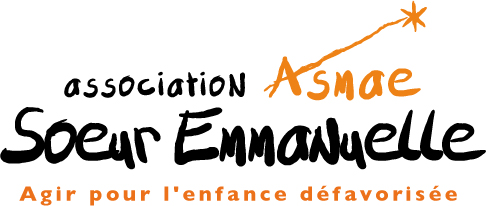 association Asmae
Soeur Emmanuelle
Agir pour l'enfance défavorisée